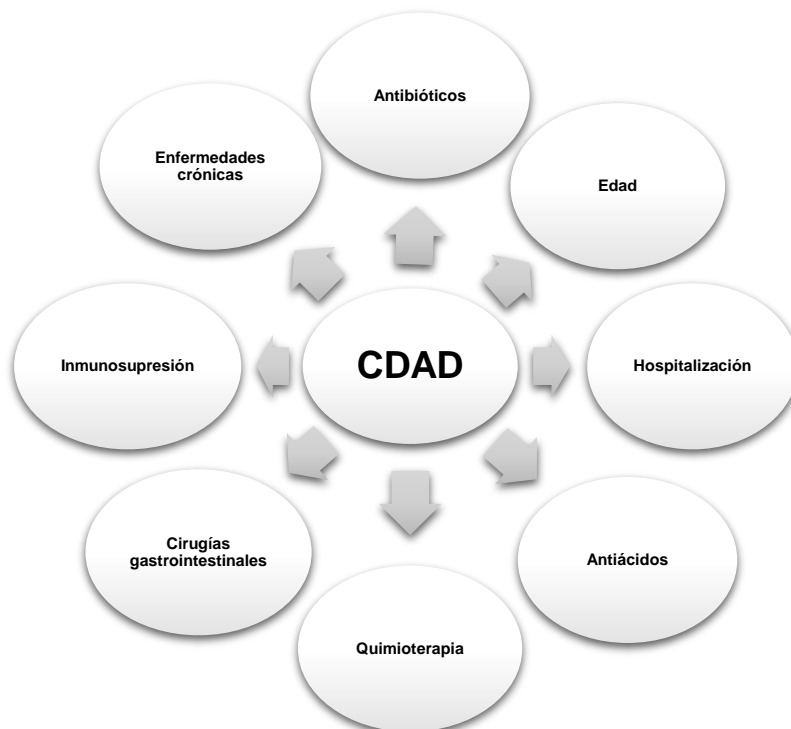 Antibióticos
Edad
Hospitalización
Antiácidos
Quimioterapia
Cirugías
gastrointestinales
Inmunosupresión
Enfermedades
crónicas
CDAD